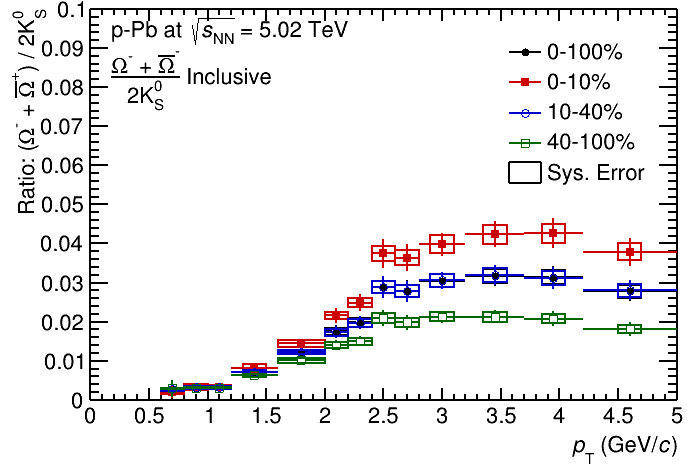 0.1
0.09
0.08
0.07
0.06
0.05
0.04
0.03
0.02
0.01
0
Ratio: (Ω⁻ + Ω̅⁺) / 2K⁰_S
p-Pb at √s_NN = 5.02 TeV
Ω⁻ + Ω̅⁻
2K⁰_S
Inclusive
0-100%
0-10%
10-40%
40-100%
Sys. Error
0 0.5 1 1.5 2 2.5 3 3.5 4 4.5 5
p_T (GeV/c)